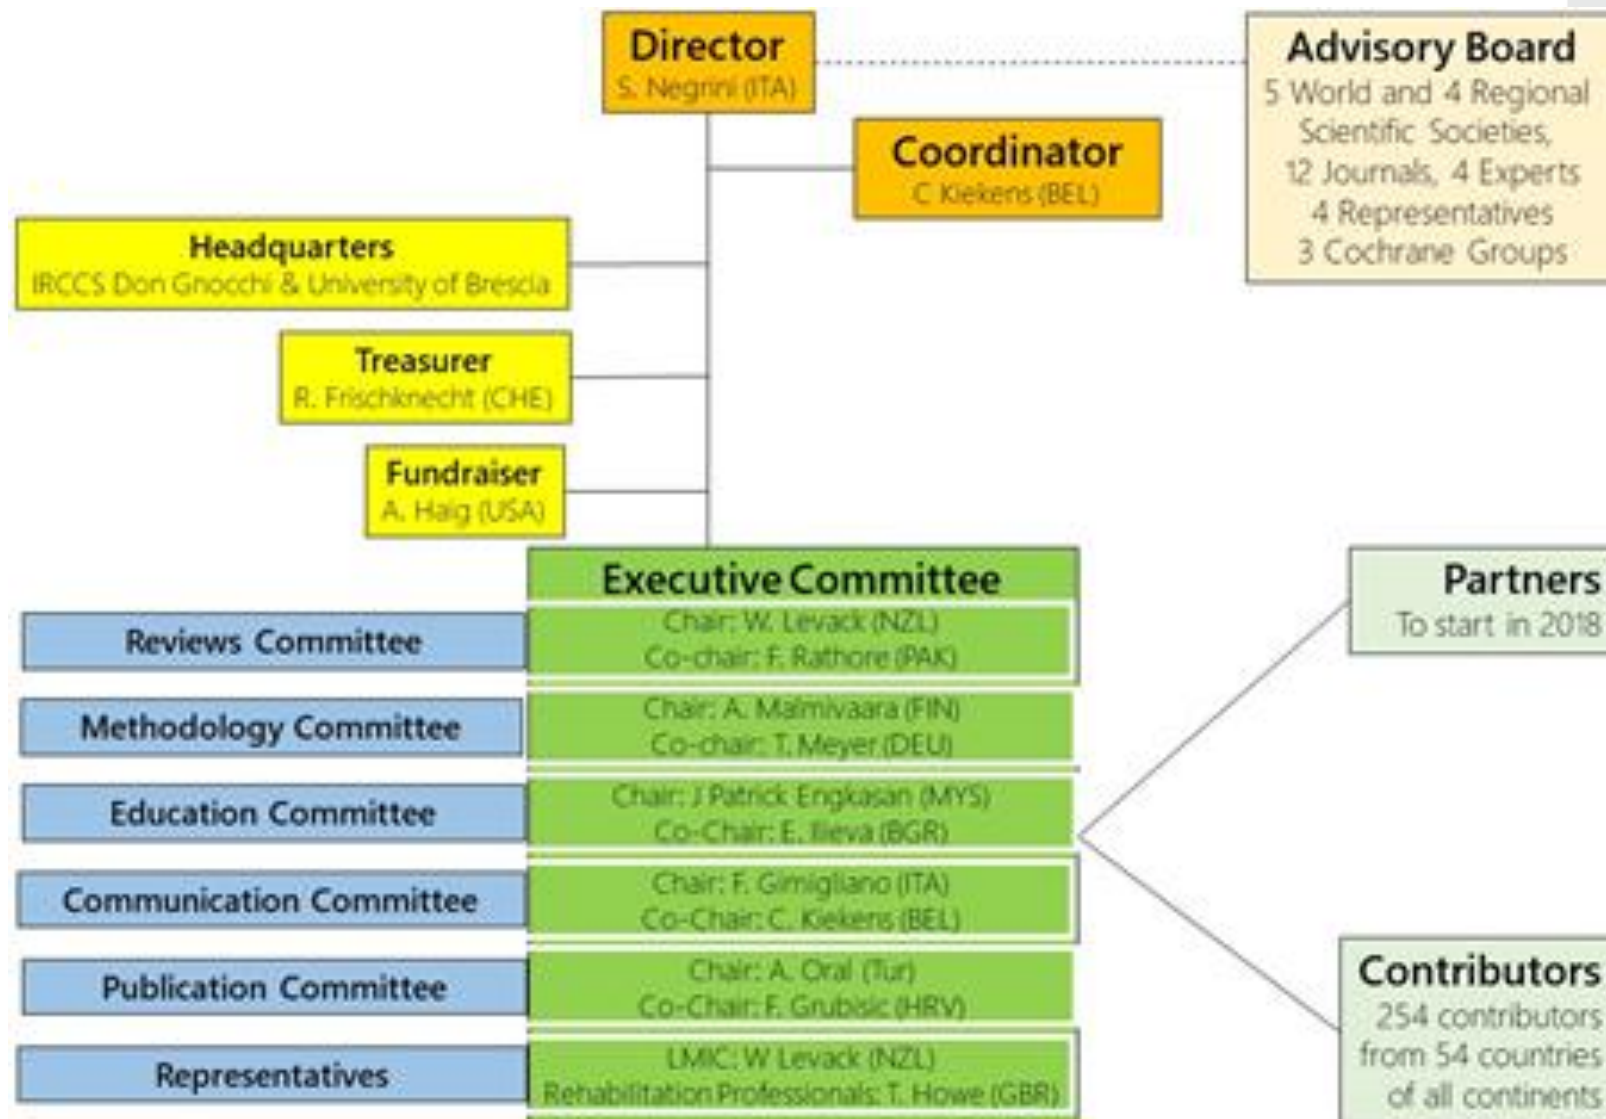 Director
S. Negrini (ITA)
Advisory Board
5 World and 4 Regional
Scientific Societies,
12 Journals, 4 Experts
4 Representatives
3 Cochrane Groups
Coordinator
C Kiekens (BEL)
Headquarters
IRCCS Don Gnocchi & University of Brescia
Treasurer
R. Frischknecht (CHE)
Fundraiser
A. Haig (USA)
Executive Committee
Partners
To start in 2018
Reviews Committee
Chair: W. Levack (NZL)
Co-chair: F. Rathore (PAK)
Methodology Committee
Chair: A. Malmivaara (FIN)
Co-chair: T. Meyer (DEU)
Education Committee
Chair: J Patrick Engkasan (MYS)
Co-Chair: E. Ilieva (BGR)
Communication Committee
Chair: F. Gimigliano (ITA)
Co-Chair: C. Kiekens (BEL)
Publication Committee
Chair: A. Oral (Tur)
Co-Chair: F. Grubisic (HRV)
Representatives
LMIC: W Levack (NZL)
Rehabilitation Professionals: T. Howe (GBR)
Contributors
254 contributors
from 54 countries
of all continents